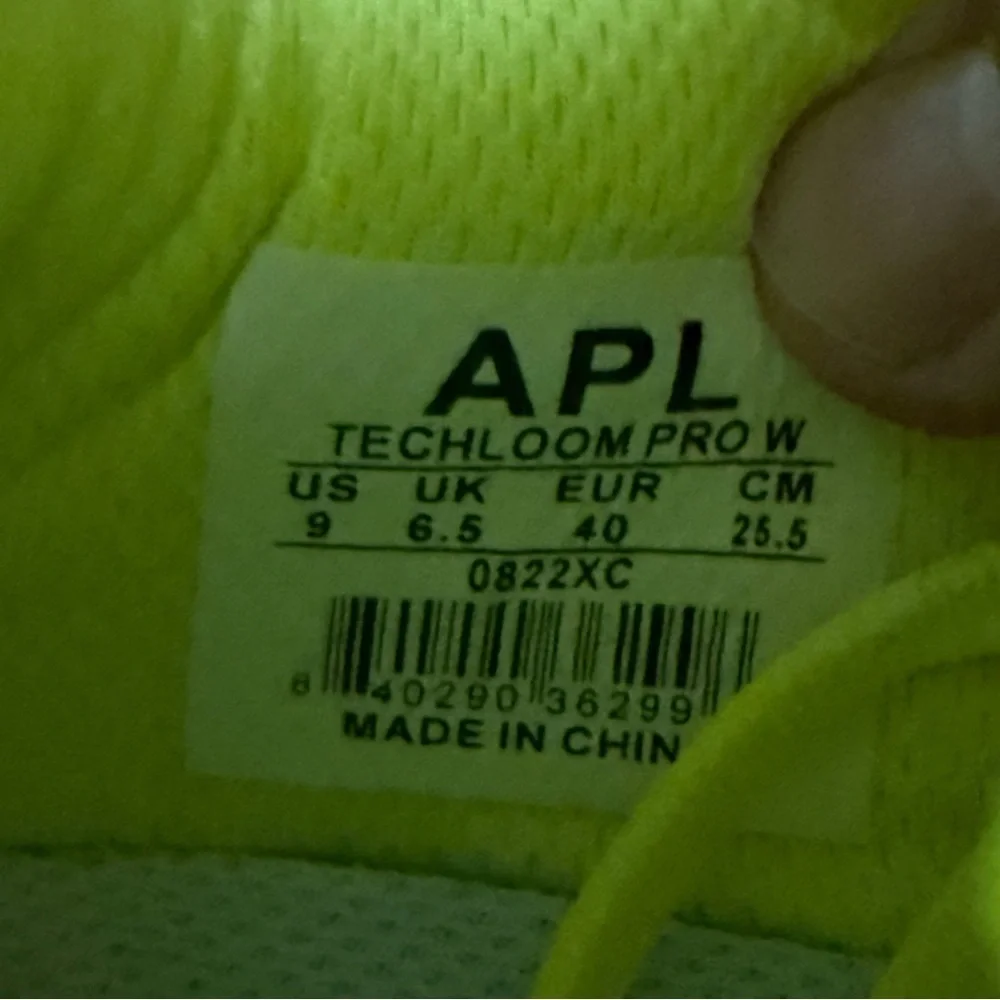 APL
TECHLOOM PRO W
US UK EUR CM
9 6.5 40 25.5
0822XC
8 40290 36299
MADE IN CHIN